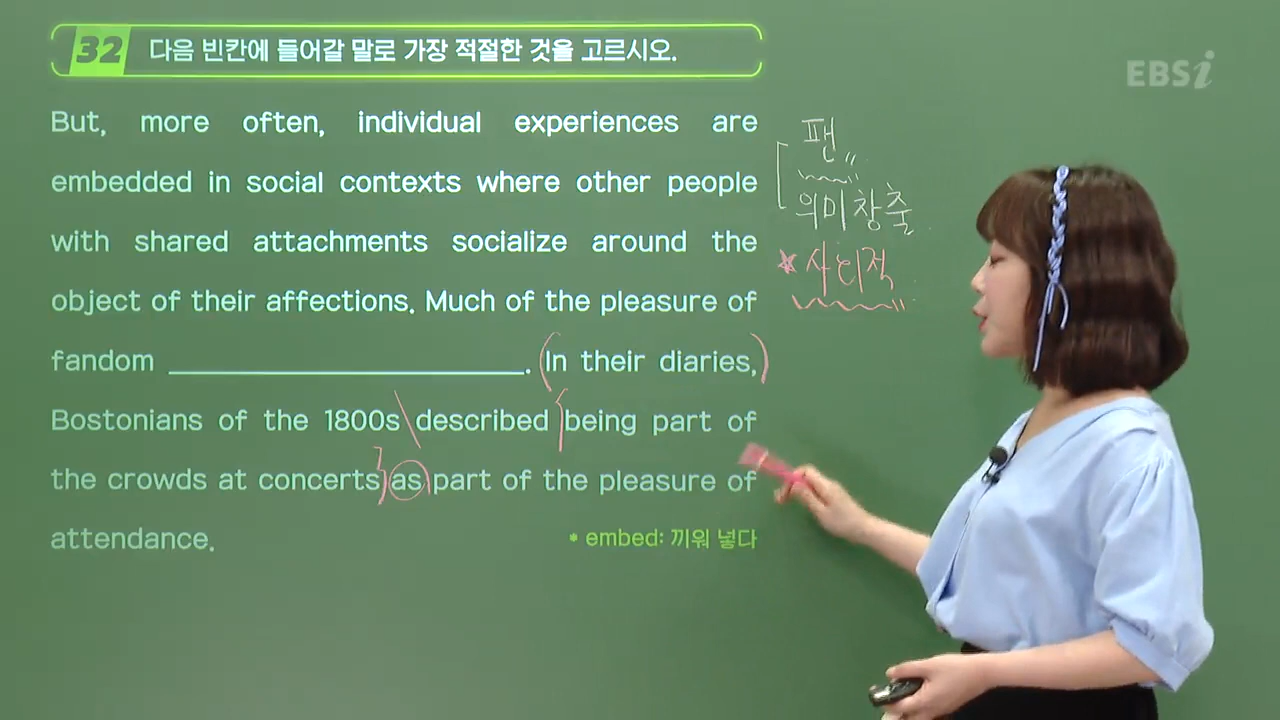 32 다음 빈칸에 들어갈 말로 가장 적절한 것을 고르시오.
EBSi
But, more often, individual experiences are
embedded in social contexts where other people
with shared attachments socialize around the
object of their affections. Much of the pleasure of
fandom ______________________. (In their diaries,)
Bostonians of the 1800s described being part of
the crowds at concerts as part of the pleasure of
attendance.
* embed: 끼워 넣다
팬
의미 창출